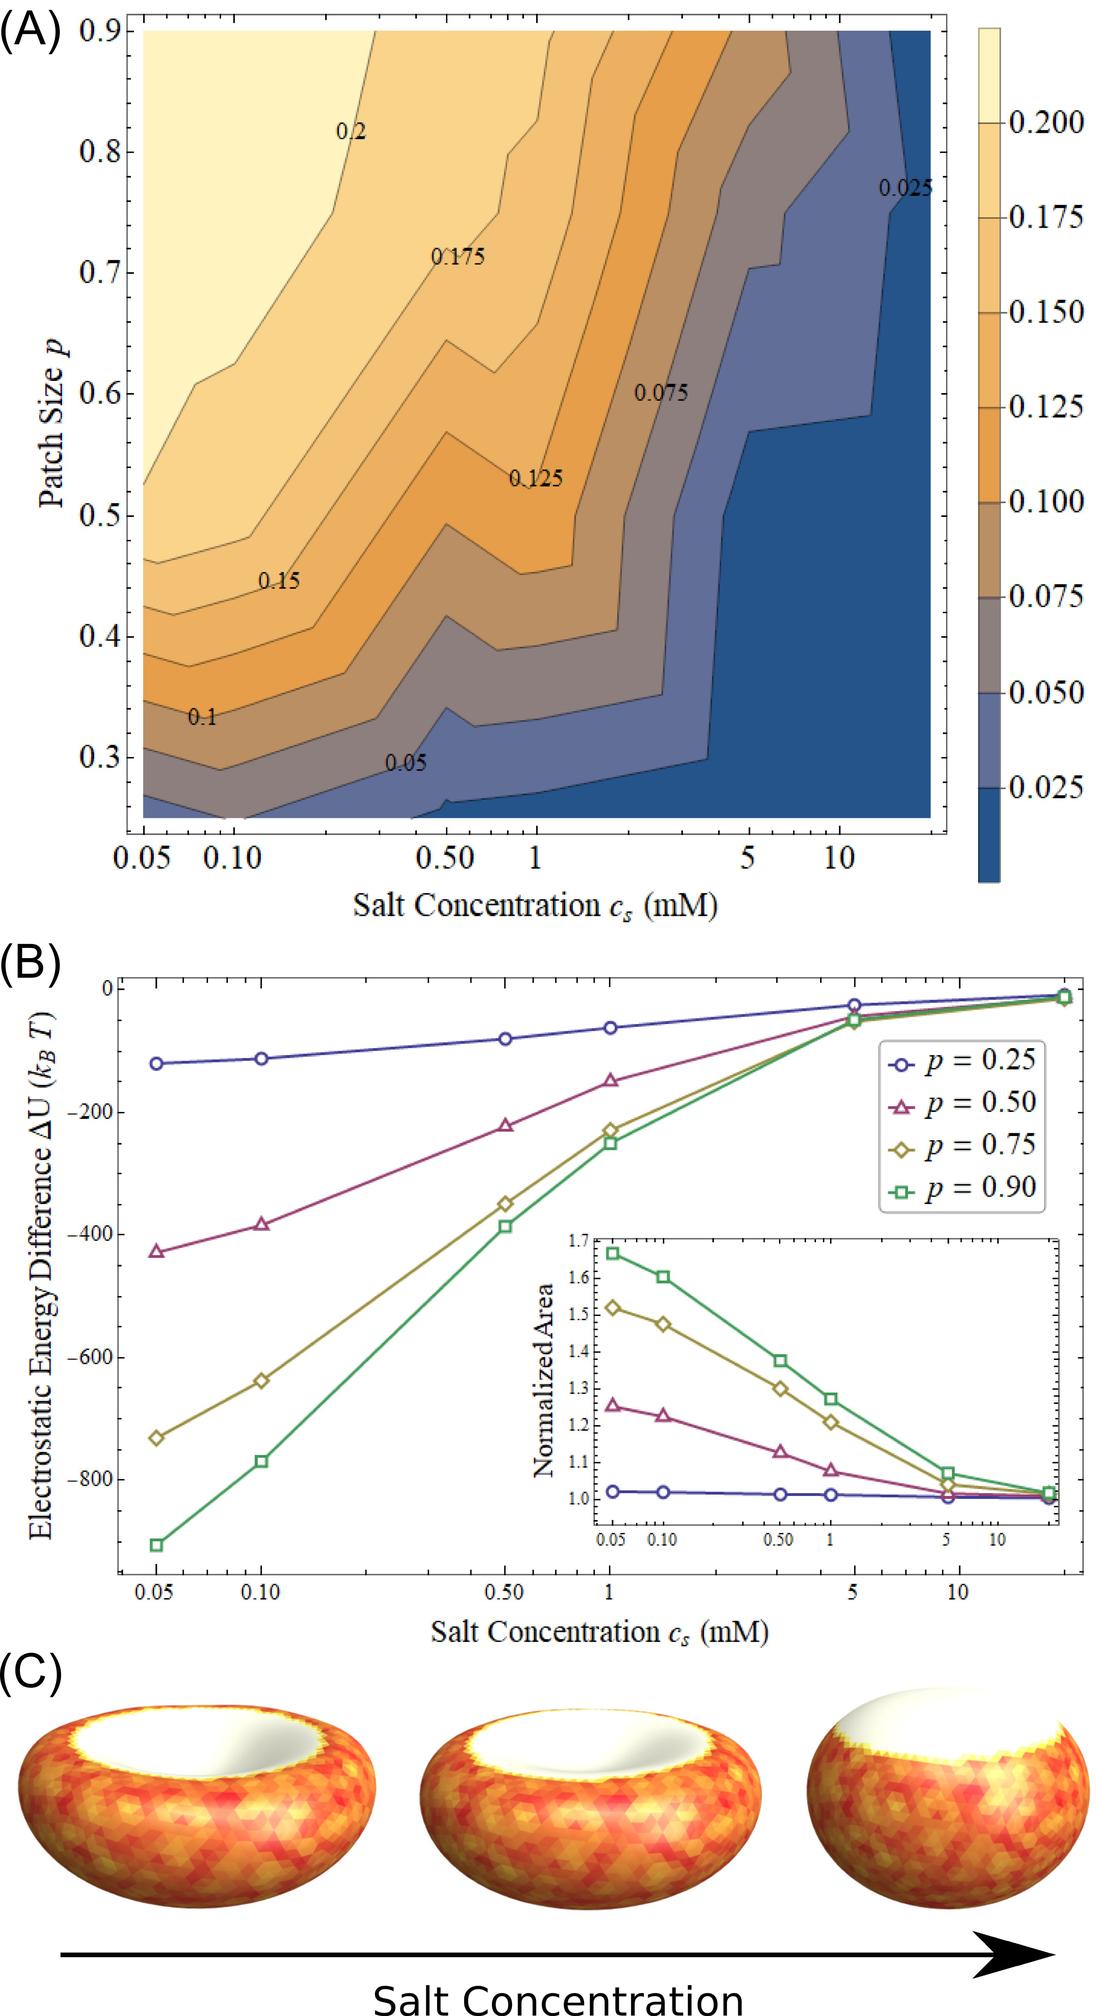 (A)
0.9
0.8
0.7
0.6
0.5
0.4
0.3
Patch Size p
0.2
0.175
0.15
0.125
0.1
0.075
0.05
0.025
0.05 0.10 0.50 1 5 10
Salt Concentration cs (mM)
0.200
0.175
0.150
0.125
0.100
0.075
0.050
0.025
(B)
0
−200
−400
−600
−800
Electrostatic Energy Difference ΔU (kB T)
p = 0.25
p = 0.50
p = 0.75
p = 0.90
1.7
1.6
1.5
1.4
1.3
1.2
1.1
1.0
Normalized Area
0.05 0.10 0.50 1 5 10
0.05 0.10 0.50 1 5 10
Salt Concentration cs (mM)
(C)
Salt Concentration